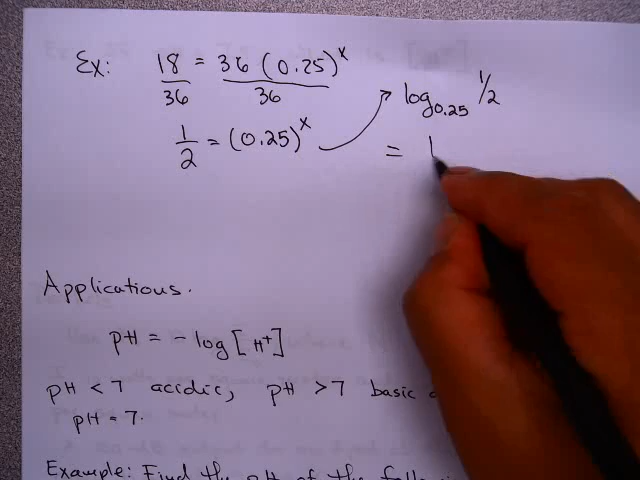 Ex: 18/36 = 36(0.25)^x/36
1/2 = (0.25)^x → log_0.25 1/2
=
Applications.
pH = - log [H⁺]
pH < 7 acidic, pH > 7 basic
pH = 7.
Example: Find the pH of the